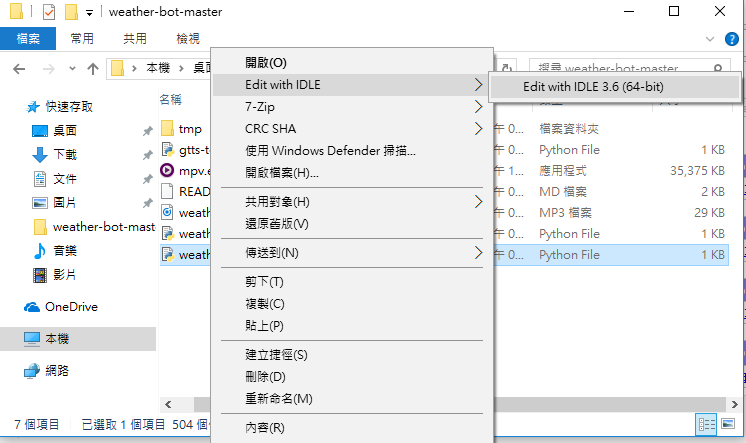 weather-bot-master
檔案 常用 共用 檢視
本機 桌 搜尋 weather-bot-master
快速存取
桌面
下載
文件
圖片
weather-bot-mast
音樂
影片
OneDrive
本機
網路
名稱
tmp
gtts-t
mpv.e
READ
weath
weath
weath
開啟(O)
Edit with IDLE
7-Zip
CRC SHA
使用 Windows Defender 掃描...
開啟檔案(H)...
共用對象(H)
還原舊版(V)
傳送到(N)
剪下(T)
複製(C)
貼上(P)
建立捷徑(S)
刪除(D)
重新命名(M)
內容(R)
Edit with IDLE 3.6 (64-bit)
午 0... 檔案資料夾
午 0... Python File 1 KB
午 1... 應用程式 35,375 KB
午 0... MD 檔案 2 KB
午 0... MP3 檔案 29 KB
午 0... Python File 1 KB
午 0... Python File 1 KB
7 個項目 已選取 1 個項目 504 個